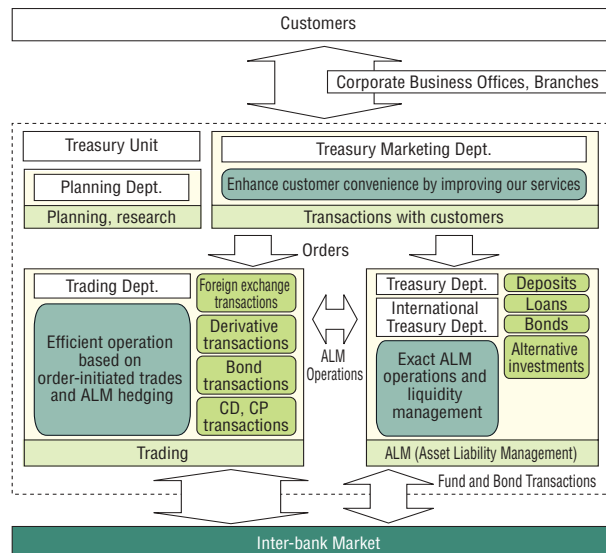 Customers
Corporate Business Offices, Branches
Treasury Unit
Planning Dept.
Planning, research
Treasury Marketing Dept.
Enhance customer convenience by improving our services
Transactions with customers
Orders
Trading Dept.
Efficient operation
based on
order-initiated trades
and ALM hedging
Foreign exchange
transactions
Derivative
transactions
Bond
transactions
CD, CP
transactions
Trading
ALM
Operations
Treasury Dept.
International
Treasury Dept.
Exact ALM
operations and
liquidity
management
Deposits
Loans
Bonds
Alternative
investments
ALM (Asset Liability Management)
Fund and Bond Transactions
Inter-bank Market